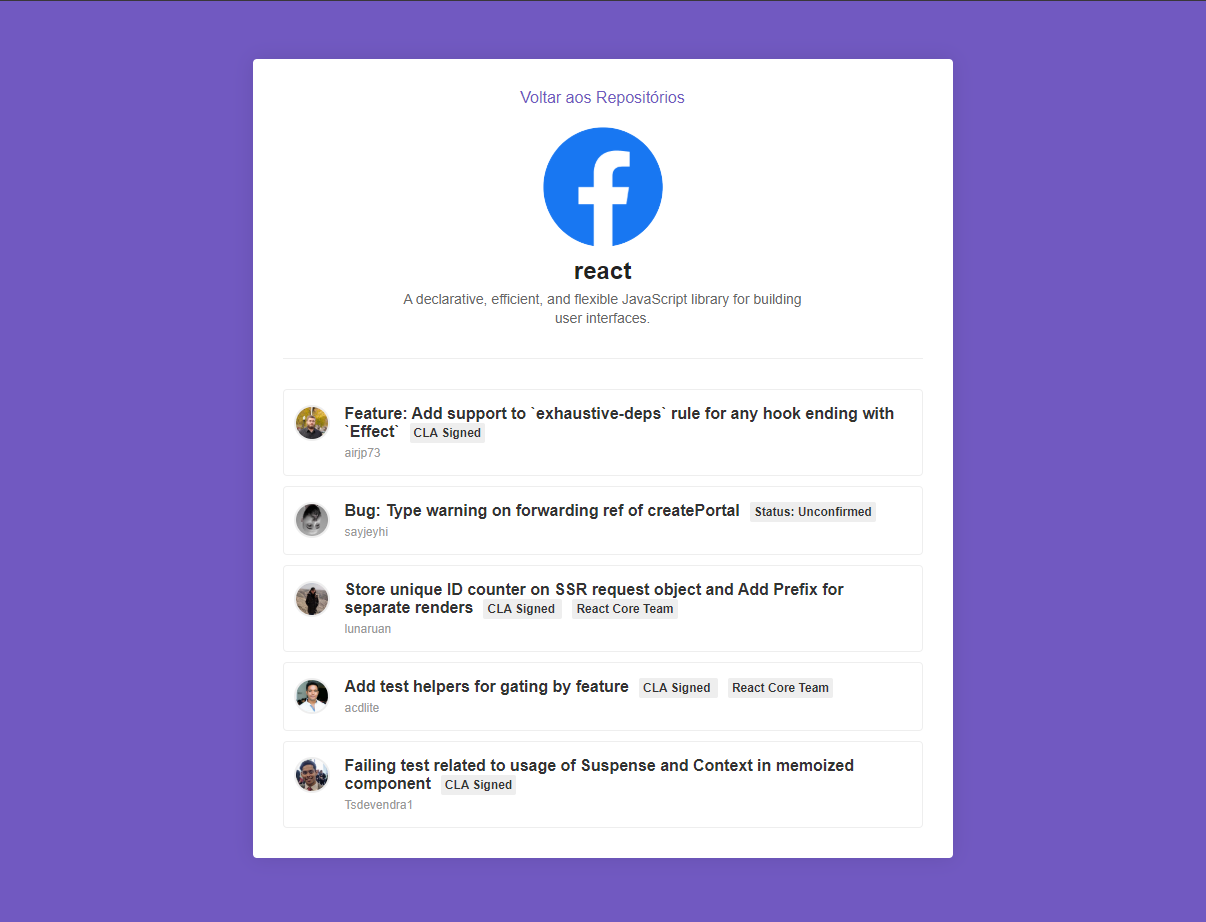 Voltar aos Repositórios
react
A declarative, efficient, and flexible JavaScript library for building
user interfaces.
Feature: Add support to `exhaustive-deps` rule for any hook ending with
`Effect` CLA Signed
airjp73
Bug: Type warning on forwarding ref of createPortal Status: Unconfirmed
sayjeyhi
Store unique ID counter on SSR request object and Add Prefix for
separate renders CLA Signed React Core Team
lunaruan
Add test helpers for gating by feature CLA Signed React Core Team
acdlite
Failing test related to usage of Suspense and Context in memoized
component CLA Signed
Tsdevendra1